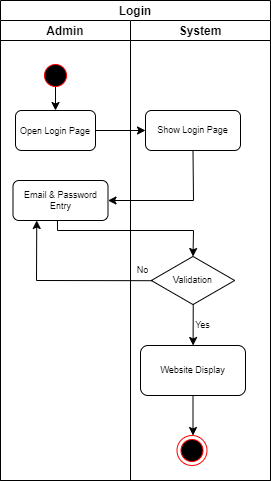 Login
Admin
System
Open Login Page
Show Login Page
Email & Password
Entry
Validation
No
Yes
Website Display